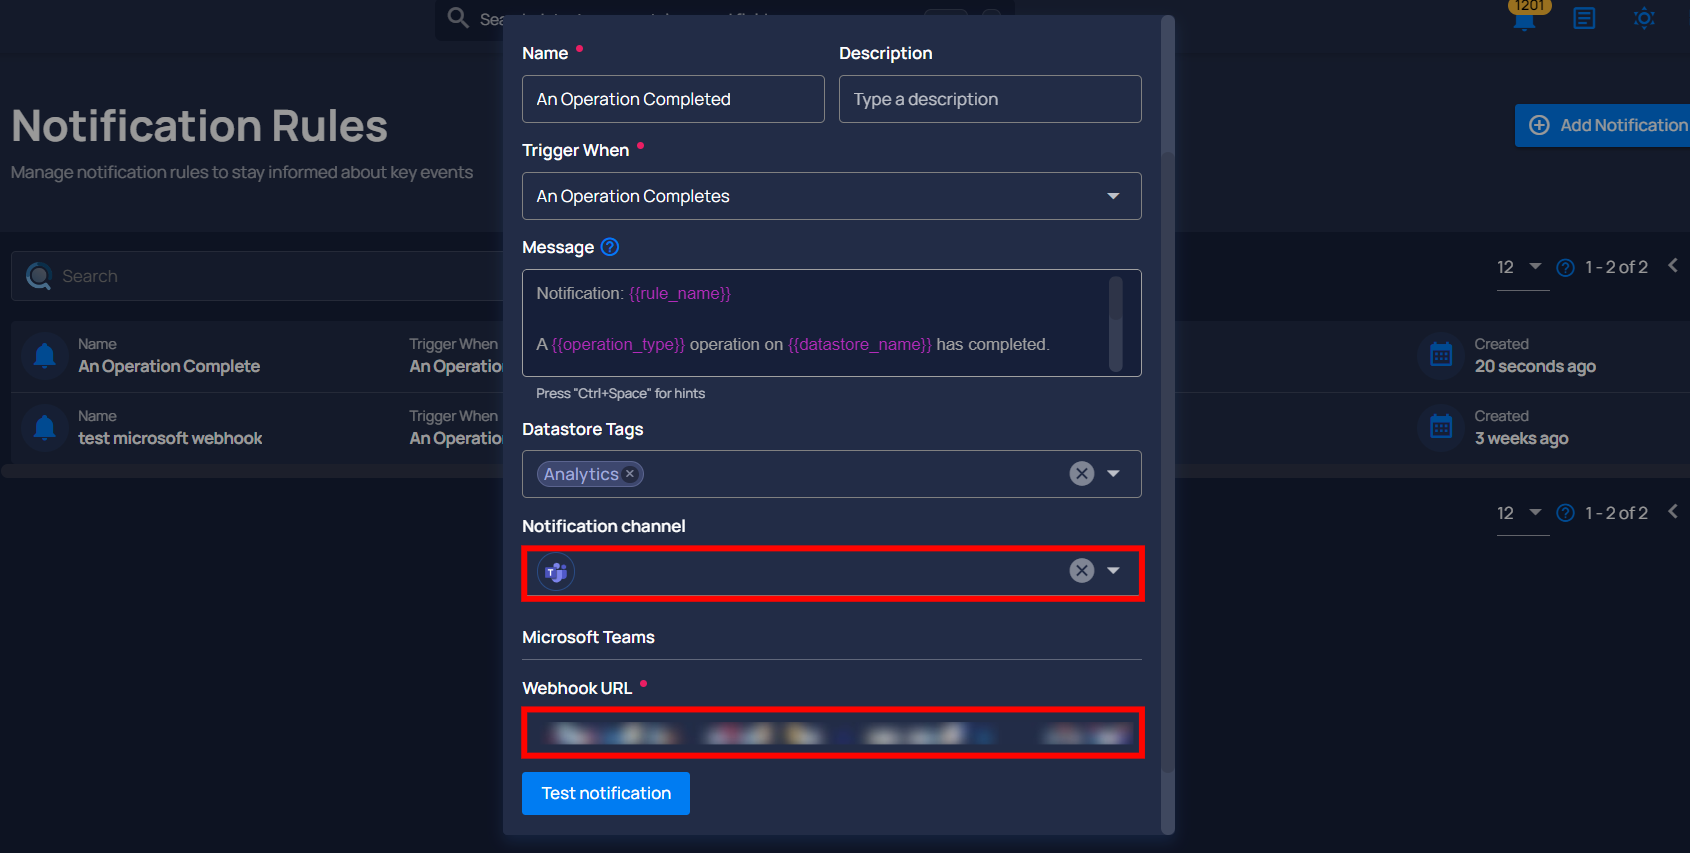 1201
Name
Description
An Operation Completed
Type a description
Notification Rules
Add Notification
Manage notification rules to stay informed about key events
Trigger When
An Operation Completes
Message
Search
12
1 - 2 of 2
Notification: {{rule_name}}
A {{operation_type}} operation on {{datastore_name}} has completed.
Press "Ctrl+Space" for hints
Name
An Operation Complete
Trigger When
An Operatio
Created
20 seconds ago
Name
test microsoft webhook
Trigger When
An Operatio
Created
3 weeks ago
Datastore Tags
Analytics
12
1 - 2 of 2
Notification channel
Microsoft Teams
Webhook URL
Test notification